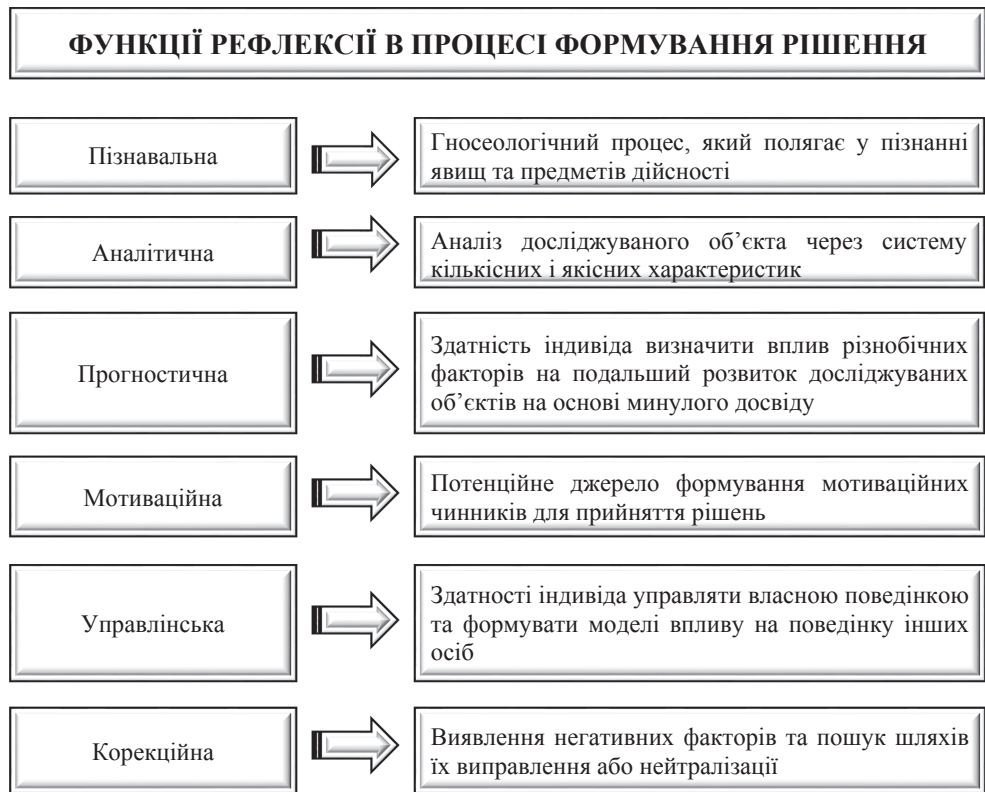 ФУНКЦІЇ РЕФЛЕКСІЇ В ПРОЦЕСІ ФОРМУВАННЯ РІШЕННЯ
Пізнавальна
Гносеологічний процес, який полягає у пізнанні
явищ та предметів дійсності
Аналітична
Аналіз досліджуваного об’єкта через систему
кількісних і якісних характеристик
Прогностична
Здатність індивіда визначити вплив різнобічних
факторів на подальший розвиток досліджуваних
об’єктів на основі минулого досвіду
Мотиваційна
Потенційне джерело формування мотиваційних
чинників для прийняття рішень
Управлінська
Здатності індивіда управляти власною поведінкою
та формувати моделі впливу на поведінку інших
осіб
Корекційна
Виявлення негативних факторів та пошук шляхів
їх виправлення або нейтралізації